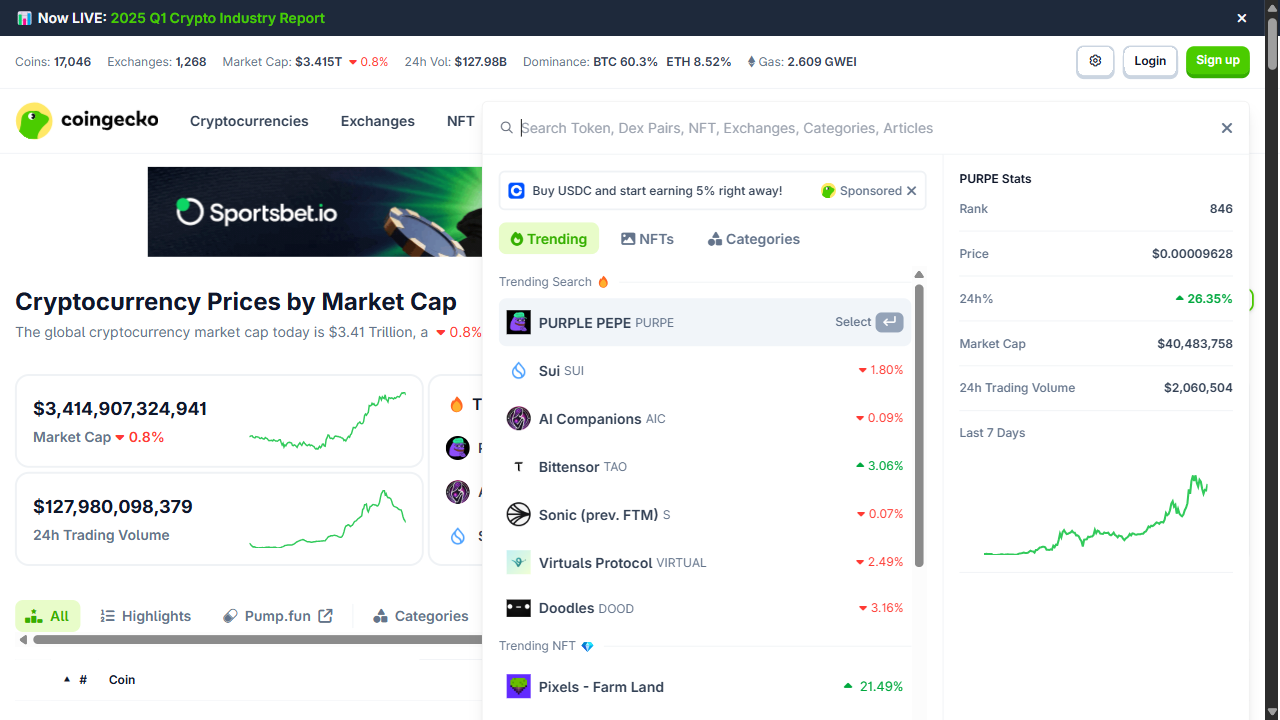 Now LIVE: 2025 Q1 Crypto Industry Report
Coins: 17,046 Exchanges: 1,268 Market Cap: $3.415T 0.8% 24h Vol: $127.98B Dominance: BTC 60.3% ETH 8.52% Gas: 2.609 GWEI
Login
Sign up
coingecko
Cryptocurrencies
Exchanges
NFT
Search Token, Dex Pairs, NFT, Exchanges, Categories, Articles
Sportsbet.io
Cryptocurrency Prices by Market Cap
The global cryptocurrency market cap today is $3.41 Trillion, a 0.8%
$3,414,907,324,941
Market Cap 0.8%
$127,980,098,379
24h Trading Volume
All
Highlights
Pump.fun
Categories
# Coin
Buy USDC and start earning 5% right away! Sponsored
Trending
NFTs
Categories
Trending Search
PURPLE PEPE PURPE Select
Sui SUI 1.80%
AI Companions AIC 0.09%
Bittensor TAO 3.06%
Sonic (prev. FTM) S 0.07%
Virtuals Protocol VIRTUAL 2.49%
Doodles DOOD 3.16%
Trending NFT
Pixels - Farm Land 21.49%
PURPE Stats
Rank 846
Price $0.00009628
24h% 26.35%
Market Cap $40,483,758
24h Trading Volume $2,060,504
Last 7 Days